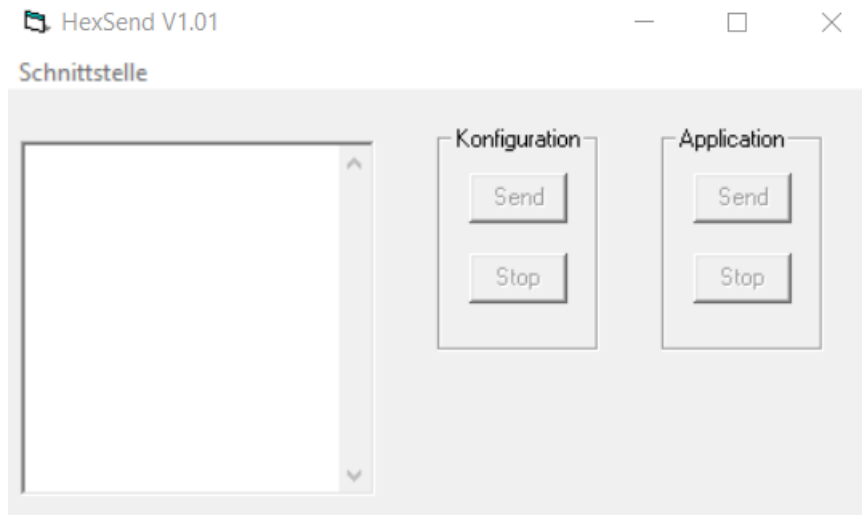 HexSend V1.01
Schnittstelle
Konfiguration
Application
Send
Send
Stop
Stop